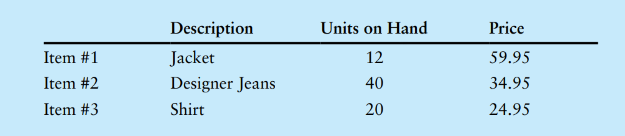 Description Units on Hand Price
Item #1 Jacket 12 59.95
Item #2 Designer Jeans 40 34.95
Item #3 Shirt 20 24.95